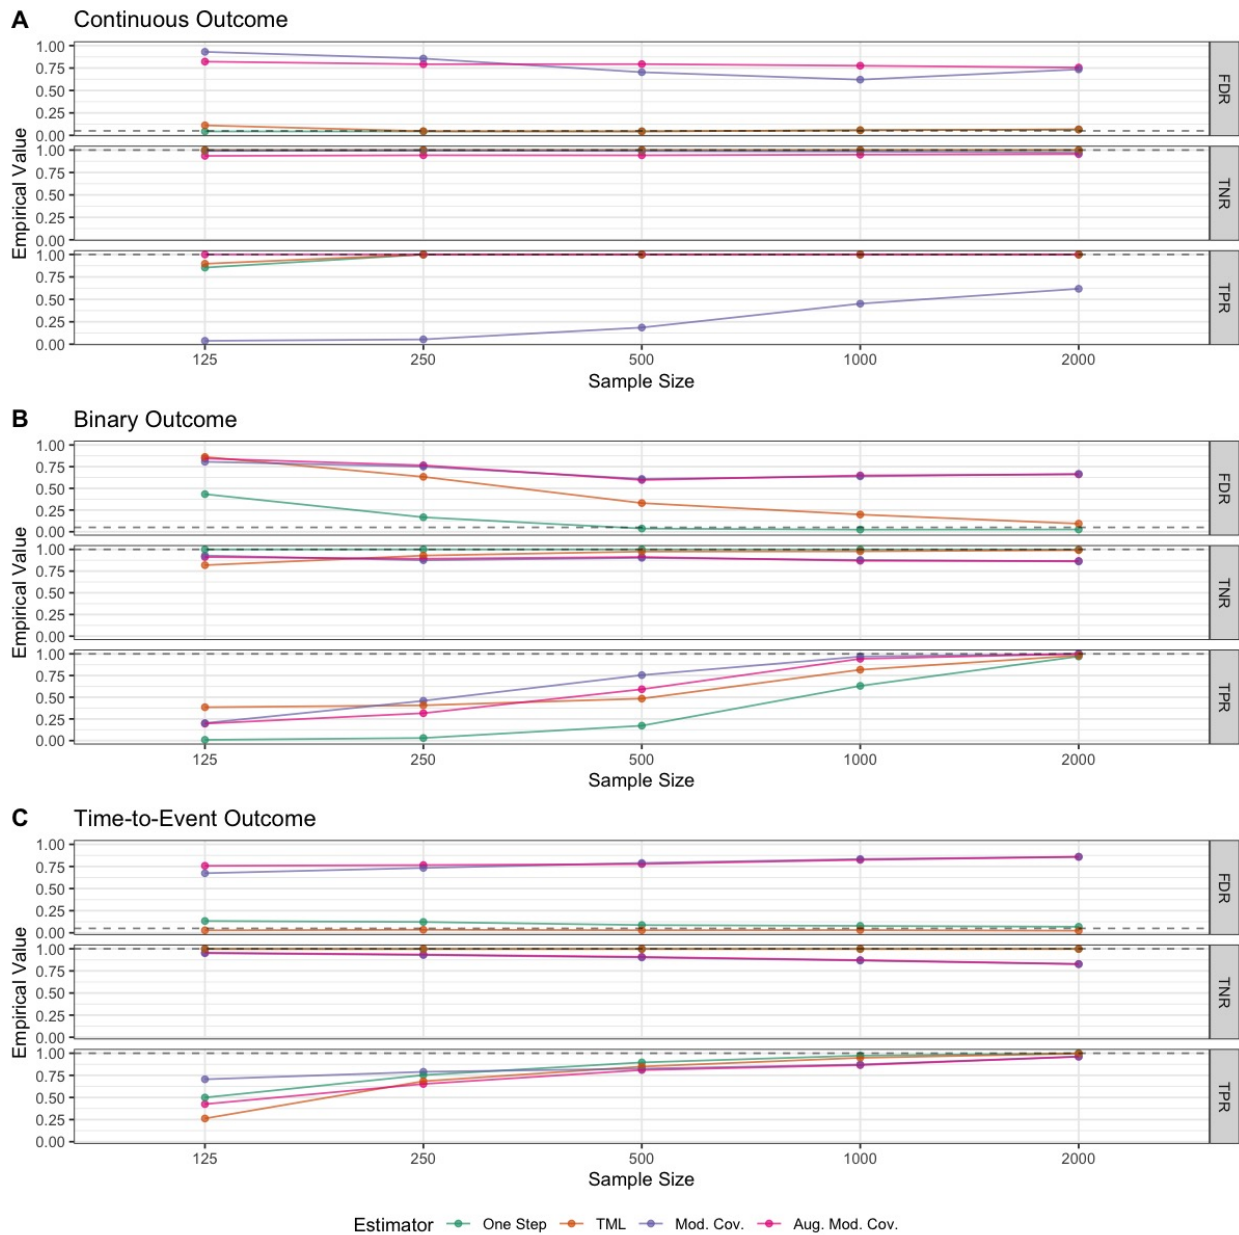 A Continuous Outcome
Empirical Value
1.00
0.75
0.50
0.25
0.00
FDR
1.00
0.75
0.50
0.25
0.00
TNR
1.00
0.75
0.50
0.25
0.00
TPR
125 250 500 1000 2000
Sample Size
B Binary Outcome
Empirical Value
1.00
0.75
0.50
0.25
0.00
FDR
1.00
0.75
0.50
0.25
0.00
TNR
1.00
0.75
0.50
0.25
0.00
TPR
125 250 500 1000 2000
Sample Size
C Time-to-Event Outcome
Empirical Value
1.00
0.75
0.50
0.25
0.00
FDR
1.00
0.75
0.50
0.25
0.00
TNR
1.00
0.75
0.50
0.25
0.00
TPR
125 250 500 1000 2000
Sample Size
Estimator One Step TML Mod. Cov. Aug. Mod. Cov.